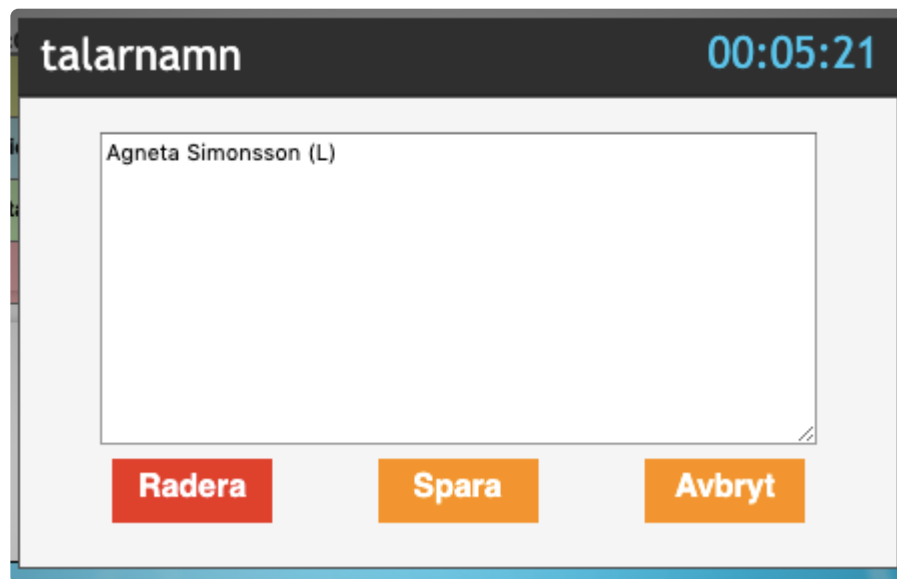 talarnamn
00:05:21
Agneta Simonsson (L)
Radera
Spara
Avbryt